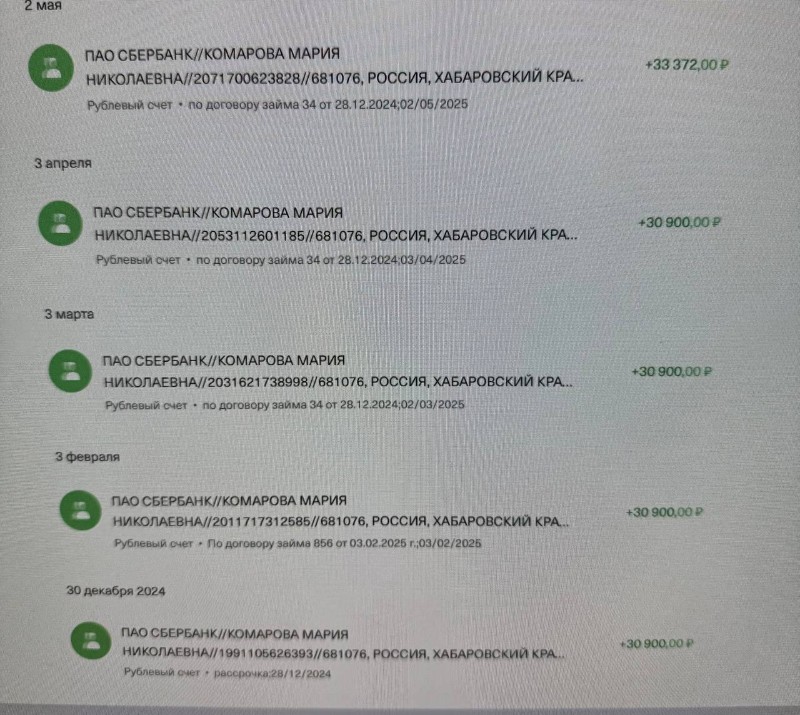 2 мая
ПАО СБЕРБАНК//КОМАРОВА МАРИЯ
НИКОЛАЕВНА//2071700623828//681076, РОССИЯ, ХАБАРОВСКИЙ КРА...
+33 372,00 ₽
Рублевый счет • по договору займа 34 от 28.12.2024;02/05/2025
3 апреля
ПАО СБЕРБАНК//КОМАРОВА МАРИЯ
НИКОЛАЕВНА//2053112601185//681076, РОССИЯ, ХАБАРОВСКИЙ КРА...
+30 900,00 ₽
Рублевый счет • по договору займа 34 от 28.12.2024;03/04/2025
3 марта
ПАО СБЕРБАНК//КОМАРОВА МАРИЯ
НИКОЛАЕВНА//2031621738998//681076, РОССИЯ, ХАБАРОВСКИЙ КРА...
+30 900,00 ₽
Рублевый счет • по договору займа 34 от 28.12.2024;02/03/2025
3 февраля
ПАО СБЕРБАНК//КОМАРОВА МАРИЯ
НИКОЛАЕВНА//2011717312585//681076, РОССИЯ, ХАБАРОВСКИЙ КРА...
+30 900,00 ₽
Рублевый счет • По договору займа 856 от 03.02.2025 г.;03/02/2025
30 декабря 2024
ПАО СБЕРБАНК//КОМАРОВА МАРИЯ
НИКОЛАЕВНА//1991105626393//681076, РОССИЯ, ХАБАРОВСКИЙ КРА...
+30 900,00 ₽
Рублевый счет • рассрочка;28/12/2024